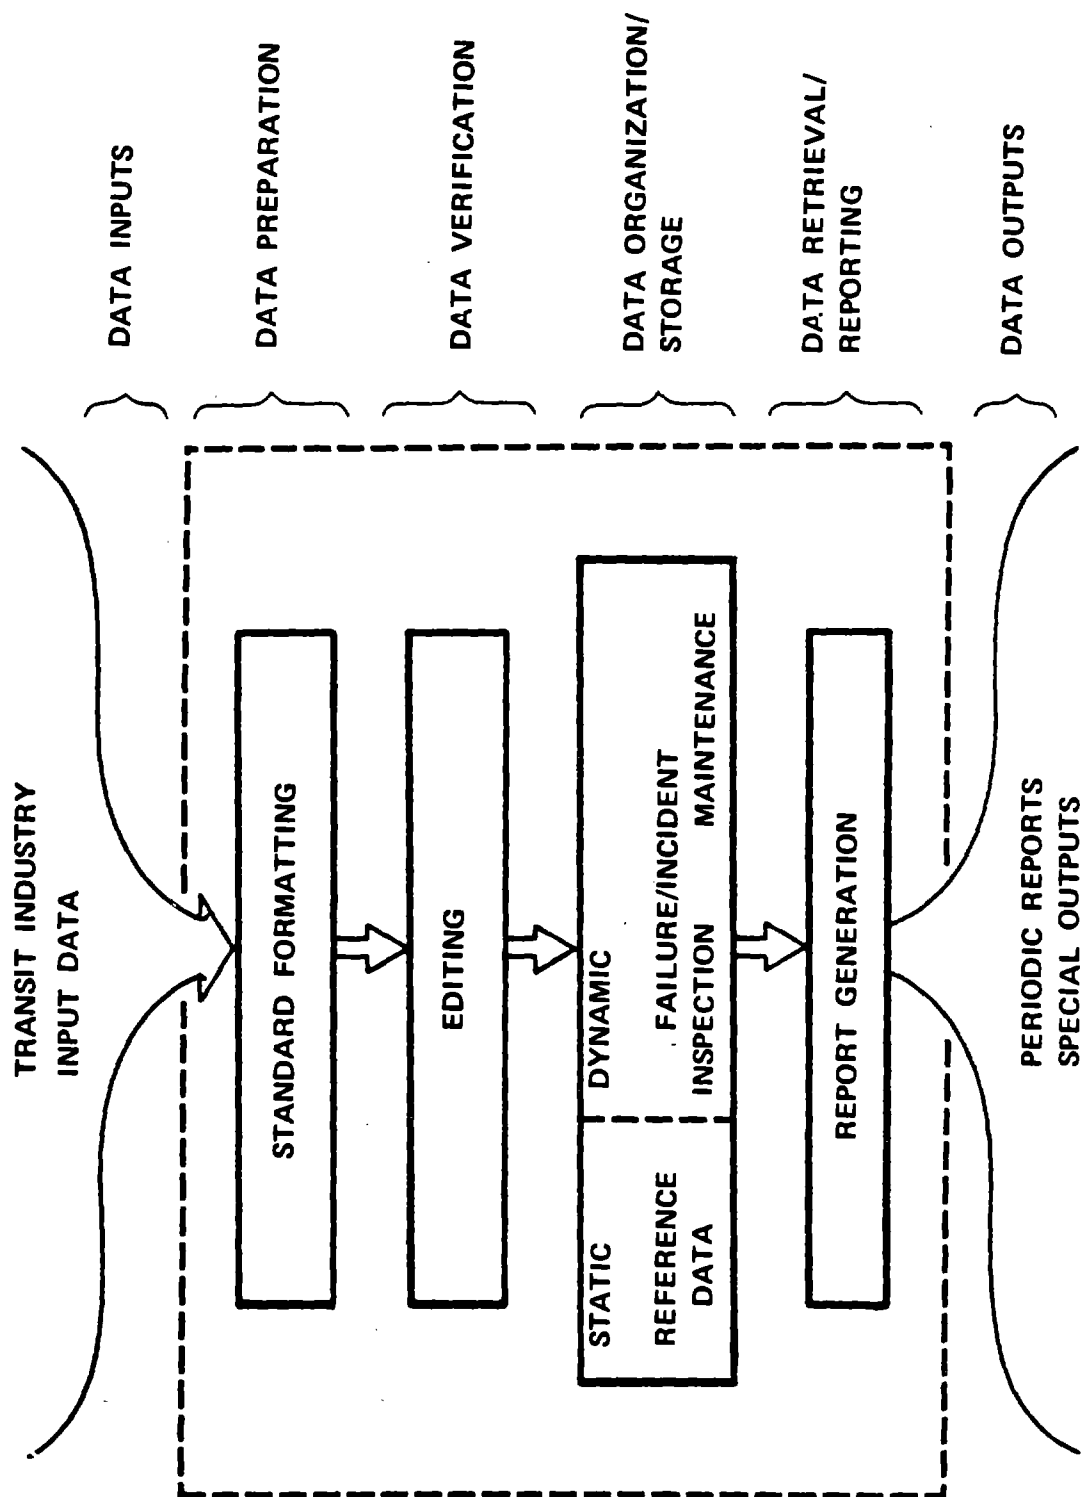 TRANSIT INDUSTRY
INPUT DATA
DATA INPUTS
STANDARD FORMATTING
DATA PREPARATION
EDITING
DATA VERIFICATION
STATIC
REFERENCE
DATA
DYNAMIC
FAILURE/INCIDENT
INSPECTION MAINTENANCE
DATA ORGANIZATION/
STORAGE
REPORT GENERATION
DATA RETRIEVAL/
REPORTING
PERIODIC REPORTS
SPECIAL OUTPUTS
DATA OUTPUTS